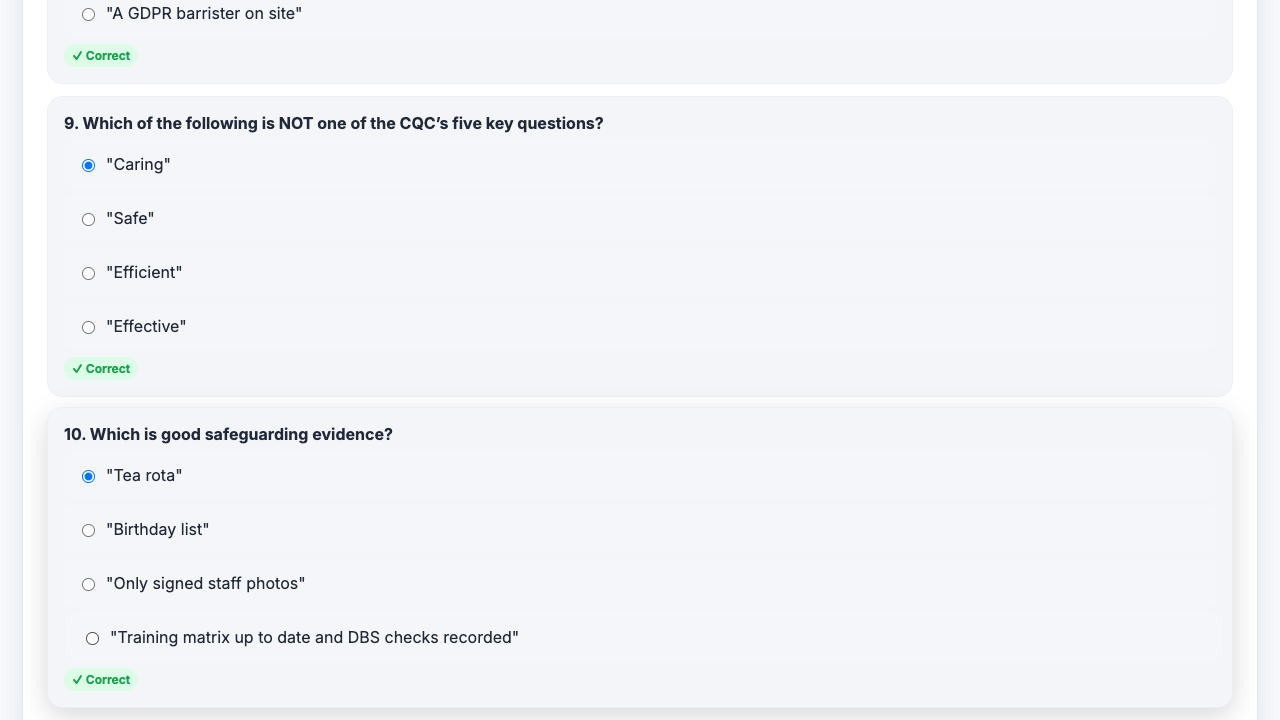 "A GDPR barrister on site"
✓ Correct
9. Which of the following is NOT one of the CQC’s five key questions?
"Caring"
"Safe"
"Efficient"
"Effective"
✓ Correct
10. Which is good safeguarding evidence?
"Tea rota"
"Birthday list"
"Only signed staff photos"
"Training matrix up to date and DBS checks recorded"
✓ Correct